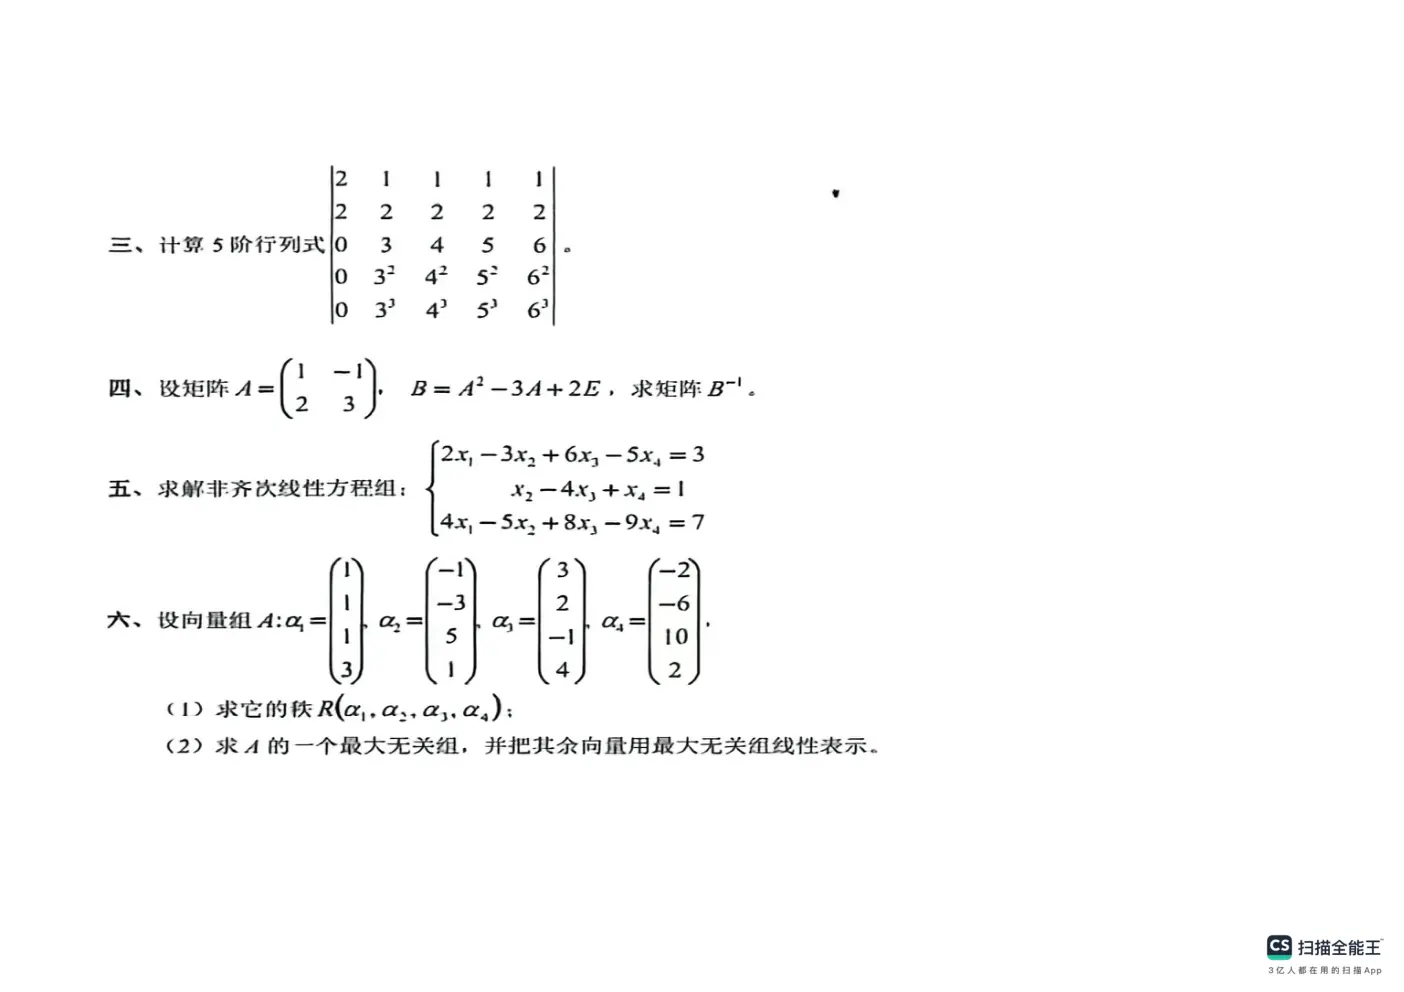 三、计算 5 阶行列式
2 1 1 1 1
2 2 2 2 2
0 3 4 5 6
0 3² 4² 5² 6²
0 3³ 4³ 5³ 6³
。
四、设矩阵 A = (1 -1; 2 3), B = A² - 3A + 2E，求矩阵 B⁻¹。
五、求解非齐次线性方程组：
2x₁ - 3x₂ + 6x₃ - 5x₄ = 3
x₂ - 4x₃ + x₄ = 1
4x₁ - 5x₂ + 8x₃ - 9x₄ = 7
六、设向量组 A: α₁ = (1 1 1 3), α₂ = (-1 -3 5 1), α₃ = (3 2 -1 4), α₄ = (-2 -6 10 2).
（1）求它的秩 R(α₁, α₂, α₃, α₄)；
（2）求 A 的一个最大无关组，并把其余向量用最大无关组线性表示。
CS 扫描全能王™
3亿人都在用的扫描App